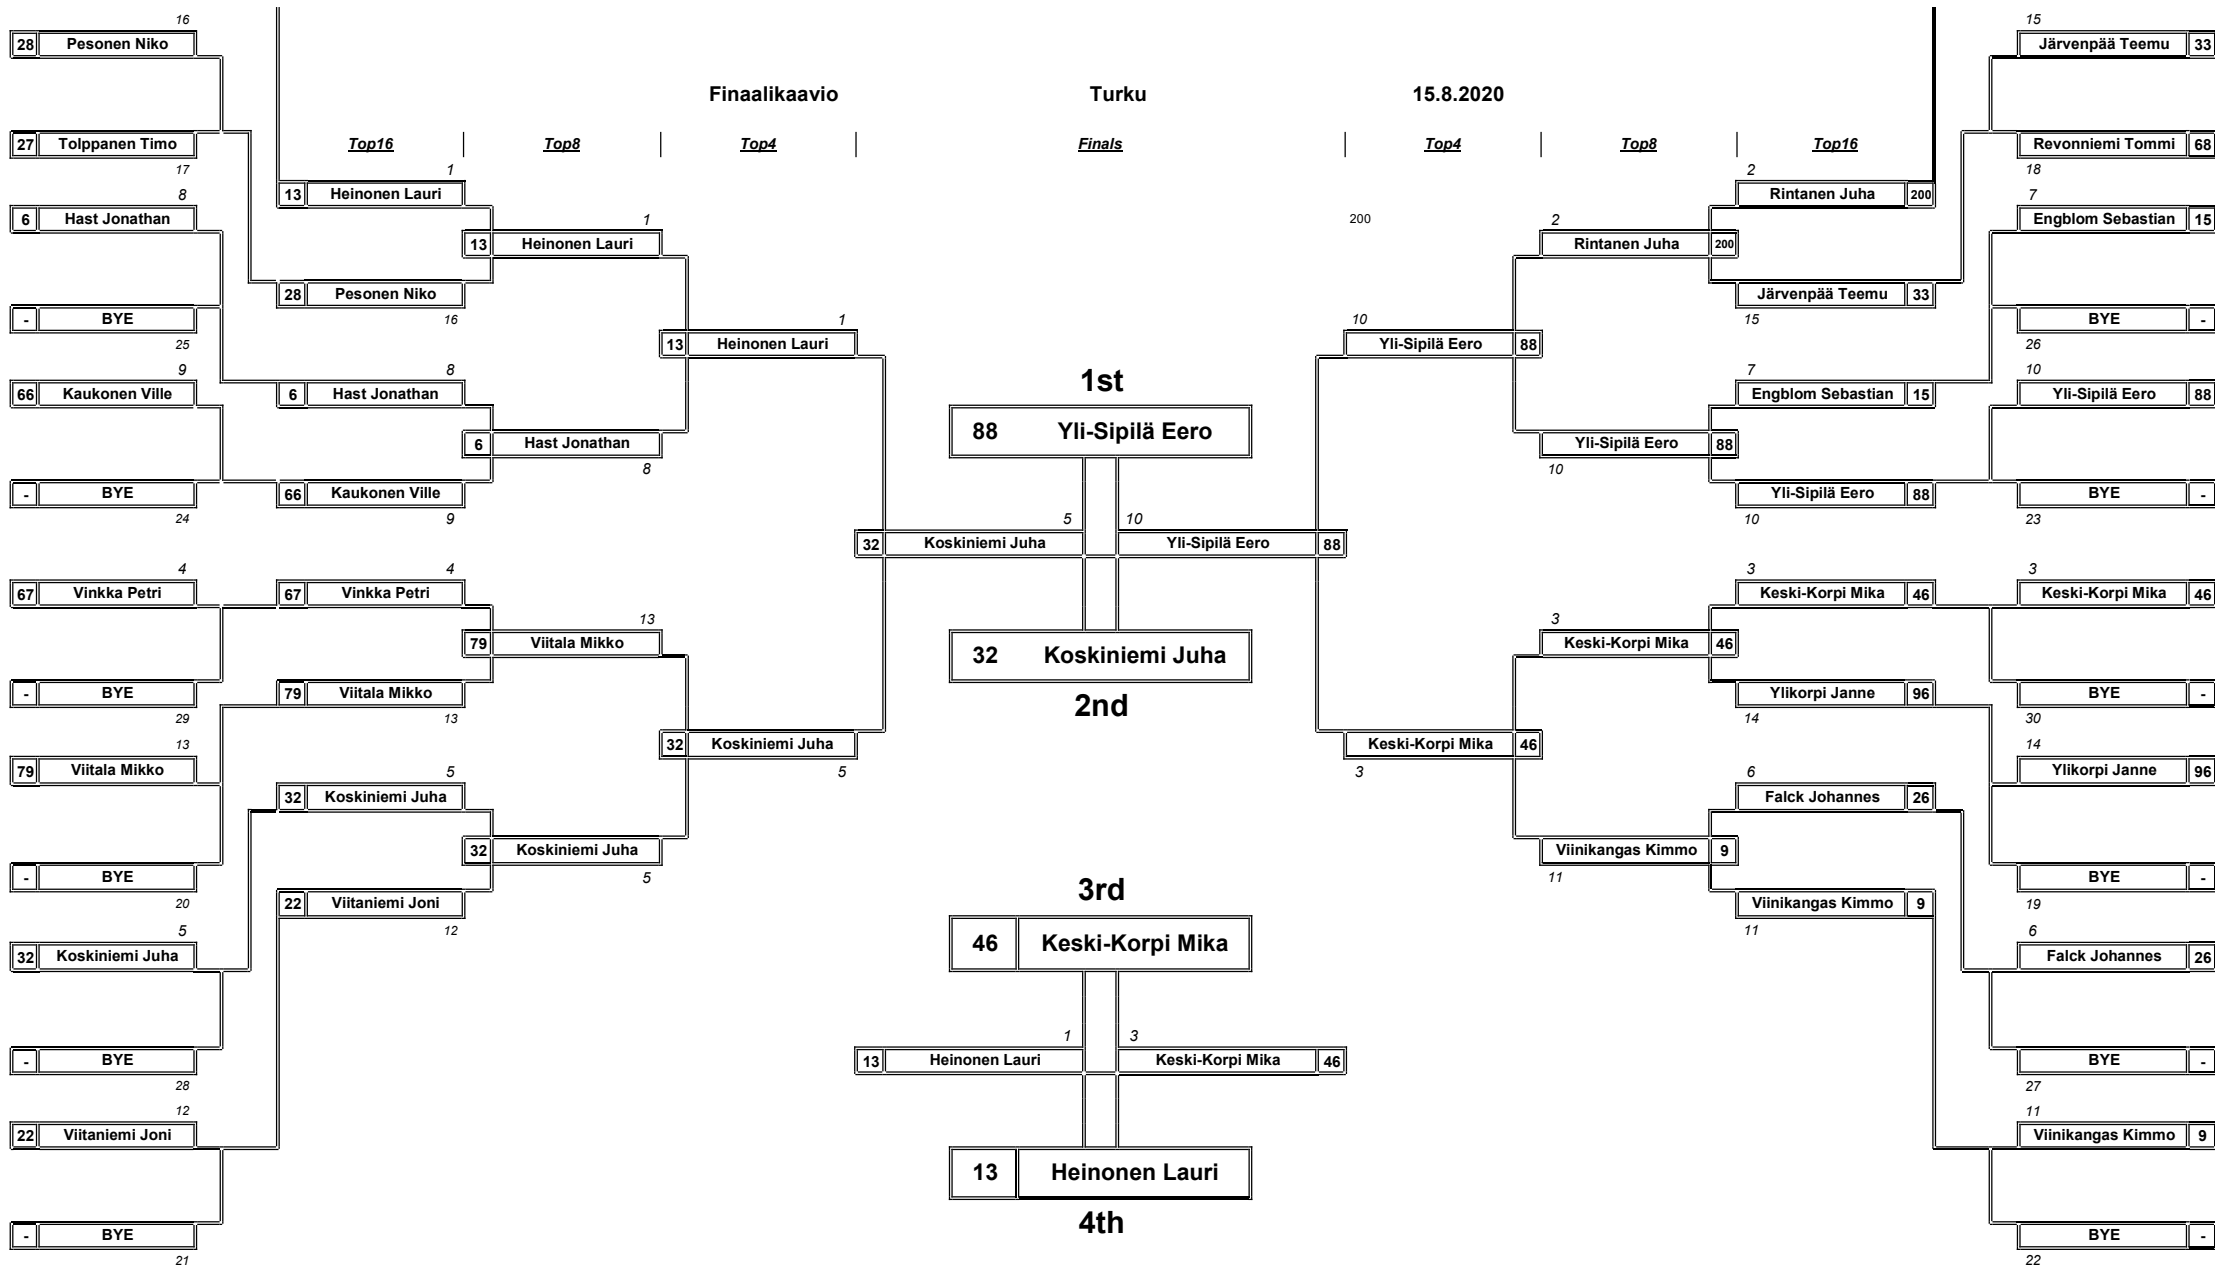 16 15
28 Pesonen Niko Järvenpää Teemu 33
Finaalikaavio Turku 15.8.2020
27 Tolppanen Timo Top16 Top8 Top4 Finals Top4 Top8 Top16 Revonniemi Tommi 68
17 1 2 18
8 13 Heinonen Lauri Rintanen Juha 200 7
6 Hast Jonathan 1 200 2 Engblom Sebastian 15
13 Heinonen Lauri Rintanen Juha 200
28 Pesonen Niko Järvenpää Teemu 33
- BYE 16 1 10 15 BYE -
25 13 Heinonen Lauri Yli-Sipilä Eero 88 26
9 8 7 10
1st
66 Kaukonen Ville 6 Hast Jonathan Engblom Sebastian 15 Yli-Sipilä Eero 88
88 Yli-Sipilä Eero
6 Hast Jonathan Yli-Sipilä Eero 88
8 10
- BYE 66 Kaukonen Ville Yli-Sipilä Eero 88 BYE -
24 9 5 10 10 23
32 Koskiniemi Juha Yli-Sipilä Eero 88
4 4 3 3
67 Vinkka Petri 67 Vinkka Petri Keski-Korpi Mika 46 Keski-Korpi Mika 46
13 3
79 Viitala Mikko Keski-Korpi Mika 46
32 Koskiniemi Juha
- BYE 79 Viitala Mikko Ylikorpi Janne 96 BYE -
2nd
29 13 14 30
13 32 Koskiniemi Juha Keski-Korpi Mika 46 14
79 Viitala Mikko 5 5 3 6 Ylikorpi Janne 96
32 Koskiniemi Juha Falck Johannes 26
32 Koskiniemi Juha Viinikangas Kimmo 9
- BYE 5 11 BYE -
3rd
20 22 Viitaniemi Joni Viinikangas Kimmo 9 19
5 12 11 6
46 Keski-Korpi Mika
32 Koskiniemi Juha Falck Johannes 26
1 3
- BYE 13 Heinonen Lauri Keski-Korpi Mika 46 BYE -
28 27
12 11
22 Viitaniemi Joni Viinikangas Kimmo 9
13 Heinonen Lauri
4th
- BYE BYE -
21 22